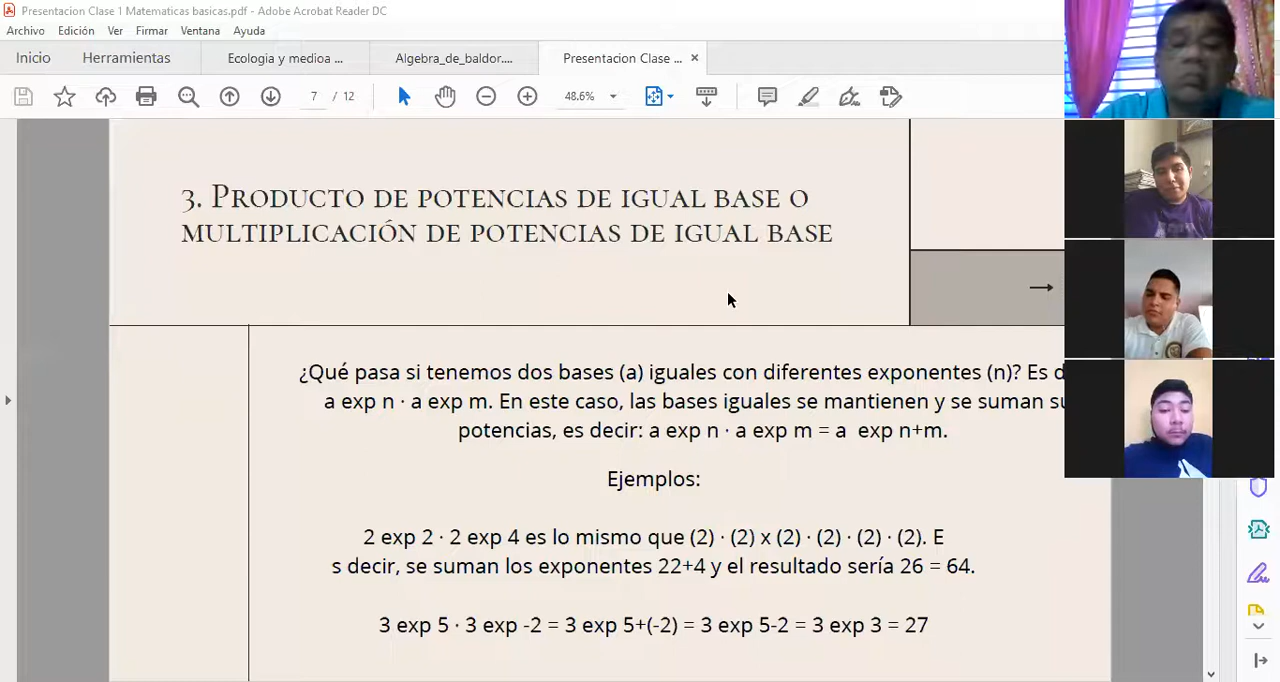 Presentacion Clase 1 Matematicas basicas.pdf - Adobe Acrobat Reader DC
Archivo Edición Ver Firmar Ventana Ayuda
Inicio Herramientas Ecologia y medioa ... Algebra_de_baldor.... Presentacion Clase ... ×
7 / 12 48.6%
3. PRODUCTO DE POTENCIAS DE IGUAL BASE O
MULTIPLICACIÓN DE POTENCIAS DE IGUAL BASE
¿Qué pasa si tenemos dos bases (a) iguales con diferentes exponentes (n)? Es d
a exp n · a exp m. En este caso, las bases iguales se mantienen y se suman su
potencias, es decir: a exp n · a exp m = a exp n+m.
Ejemplos:
2 exp 2 · 2 exp 4 es lo mismo que (2) · (2) x (2) · (2) · (2) · (2). E
s decir, se suman los exponentes 22+4 y el resultado sería 26 = 64.
3 exp 5 · 3 exp -2 = 3 exp 5+(-2) = 3 exp 5-2 = 3 exp 3 = 27